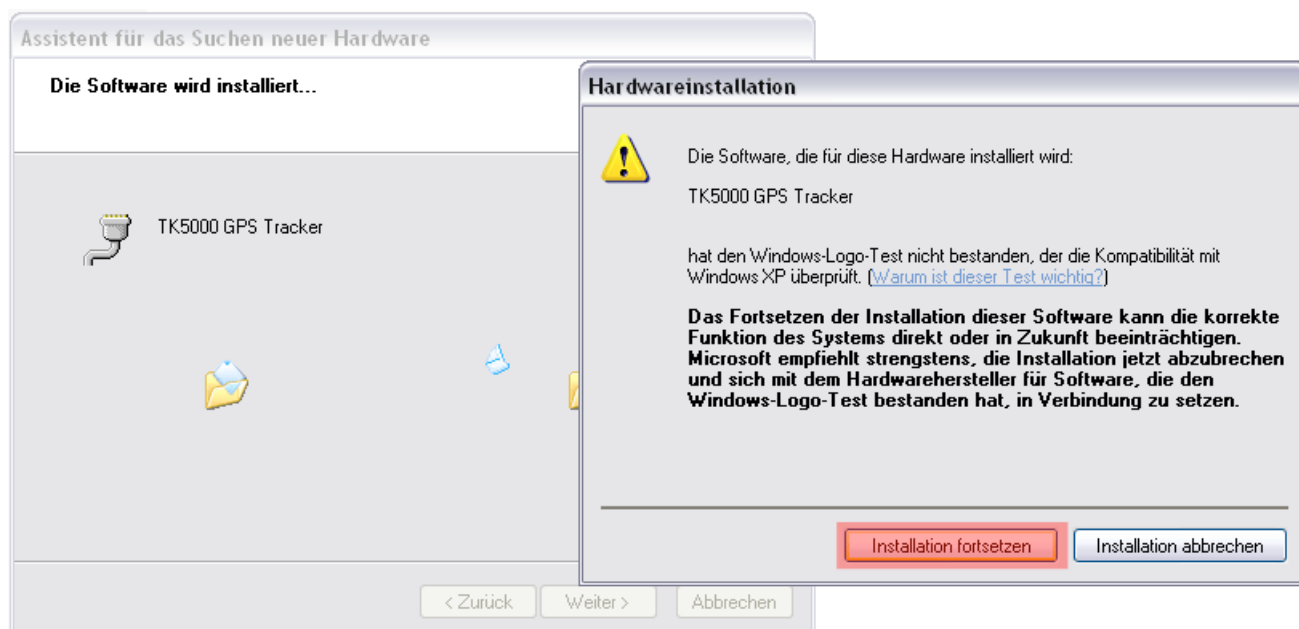 Assistent für das Suchen neuer Hardware
Die Software wird installiert...
TK5000 GPS Tracker
< Zurück
Weiter >
Abbrechen
Hardwareinstallation
Die Software, die für diese Hardware installiert wird:
TK5000 GPS Tracker
hat den Windows-Logo-Test nicht bestanden, der die Kompatibilität mit
Windows XP überprüft. (Warum ist dieser Test wichtig?)
Das Fortsetzen der Installation dieser Software kann die korrekte
Funktion des Systems direkt oder in Zukunft beeinträchtigen.
Microsoft empfiehlt strengstens, die Installation jetzt abzubrechen
und sich mit dem Hardwarehersteller für Software, die den
Windows-Logo-Test bestanden hat, in Verbindung zu setzen.
Installation fortsetzen
Installation abbrechen